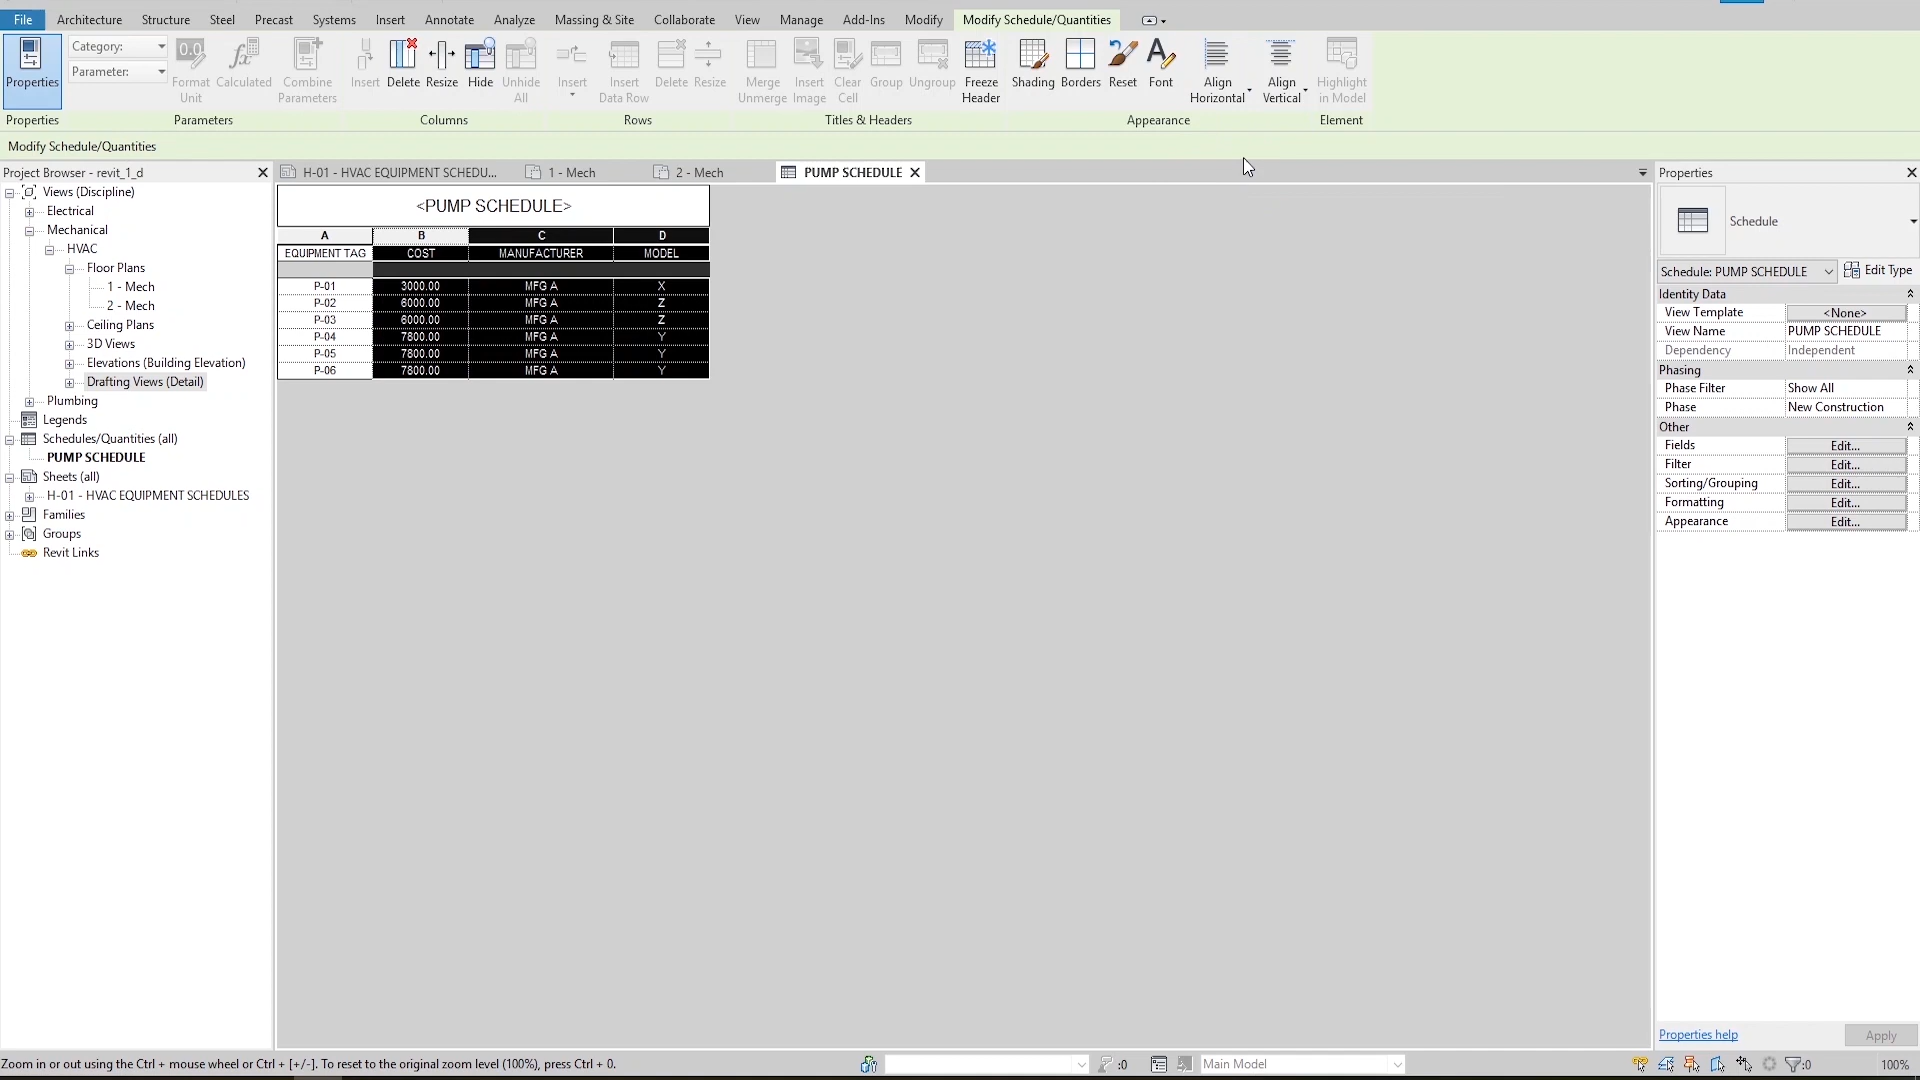 File Architecture Structure Steel Precast Systems Insert Annotate Analyze Massing & Site Collaborate View Manage Add-Ins Modify Modify Schedule/Quantities
Properties
Category:
Parameter:
0.0
Format
Unit
Calculated
Combine
Parameters
Insert
Delete
Resize
Hide
Unhide
All
Insert
Insert
Data Row
Delete
Resize
Merge
Unmerge
Insert
Image
Clear
Cell
Group
Ungroup
Freeze
Header
Shading
Borders
Reset
Font
Align
Horizontal
Align
Vertical
Highlight
in Model
Properties Parameters Columns Rows Titles & Headers Appearance Element
Modify Schedule/Quantities
Project Browser - revit_1_d
Views (Discipline)
Electrical
Mechanical
HVAC
Floor Plans
1 - Mech
2 - Mech
Ceiling Plans
3D Views
Elevations (Building Elevation)
Drafting Views (Detail)
Plumbing
Legends
Schedules/Quantities (all)
PUMP SCHEDULE
Sheets (all)
H-01 - HVAC EQUIPMENT SCHEDULES
Families
Groups
Revit Links
H-01 - HVAC EQUIPMENT SCHEDU... 1 - Mech 2 - Mech PUMP SCHEDULE
<PUMP SCHEDULE>
A B C D
EQUIPMENT TAG COST MANUFACTURER MODEL
P-01 3000.00 MFG A X
P-02 6000.00 MFG A Z
P-03 6000.00 MFG A Z
P-04 7800.00 MFG A Y
P-05 7800.00 MFG A Y
P-06 7800.00 MFG A Y
Properties
Schedule
Schedule: PUMP SCHEDULE Edit Type
Identity Data
View Template <None>
View Name PUMP SCHEDULE
Dependency Independent
Phasing
Phase Filter Show All
Phase New Construction
Other
Fields Edit...
Filter Edit...
Sorting/Grouping Edit...
Formatting Edit...
Appearance Edit...
Properties help Apply
Zoom in or out using the Ctrl + mouse wheel or Ctrl + [+/-]. To reset to the original zoom level (100%), press Ctrl + 0. :0 Main Model :0 100%